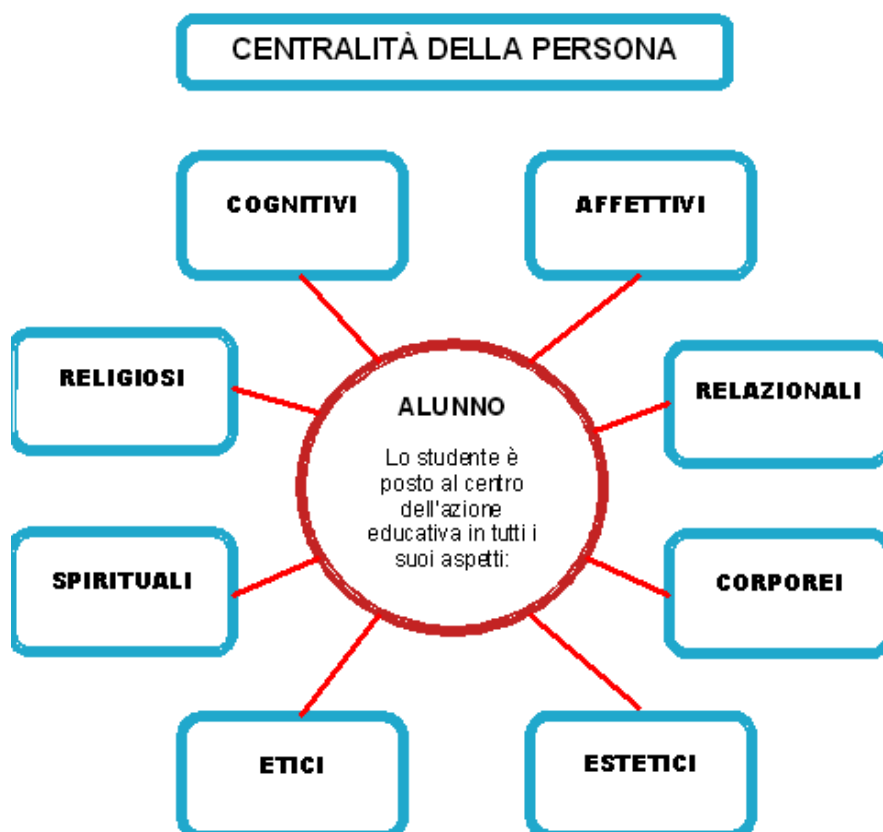 CENTRALITÀ DELLA PERSONA
COGNITIVI
AFFETTIVI
RELIGIOSI
RELAZIONALI
ALUNNO
Lo studente è
posto al centro
dell'azione
educativa in tutti i
suoi aspetti:
SPIRITUALI
CORPOREI
ETICI
ESTETICI